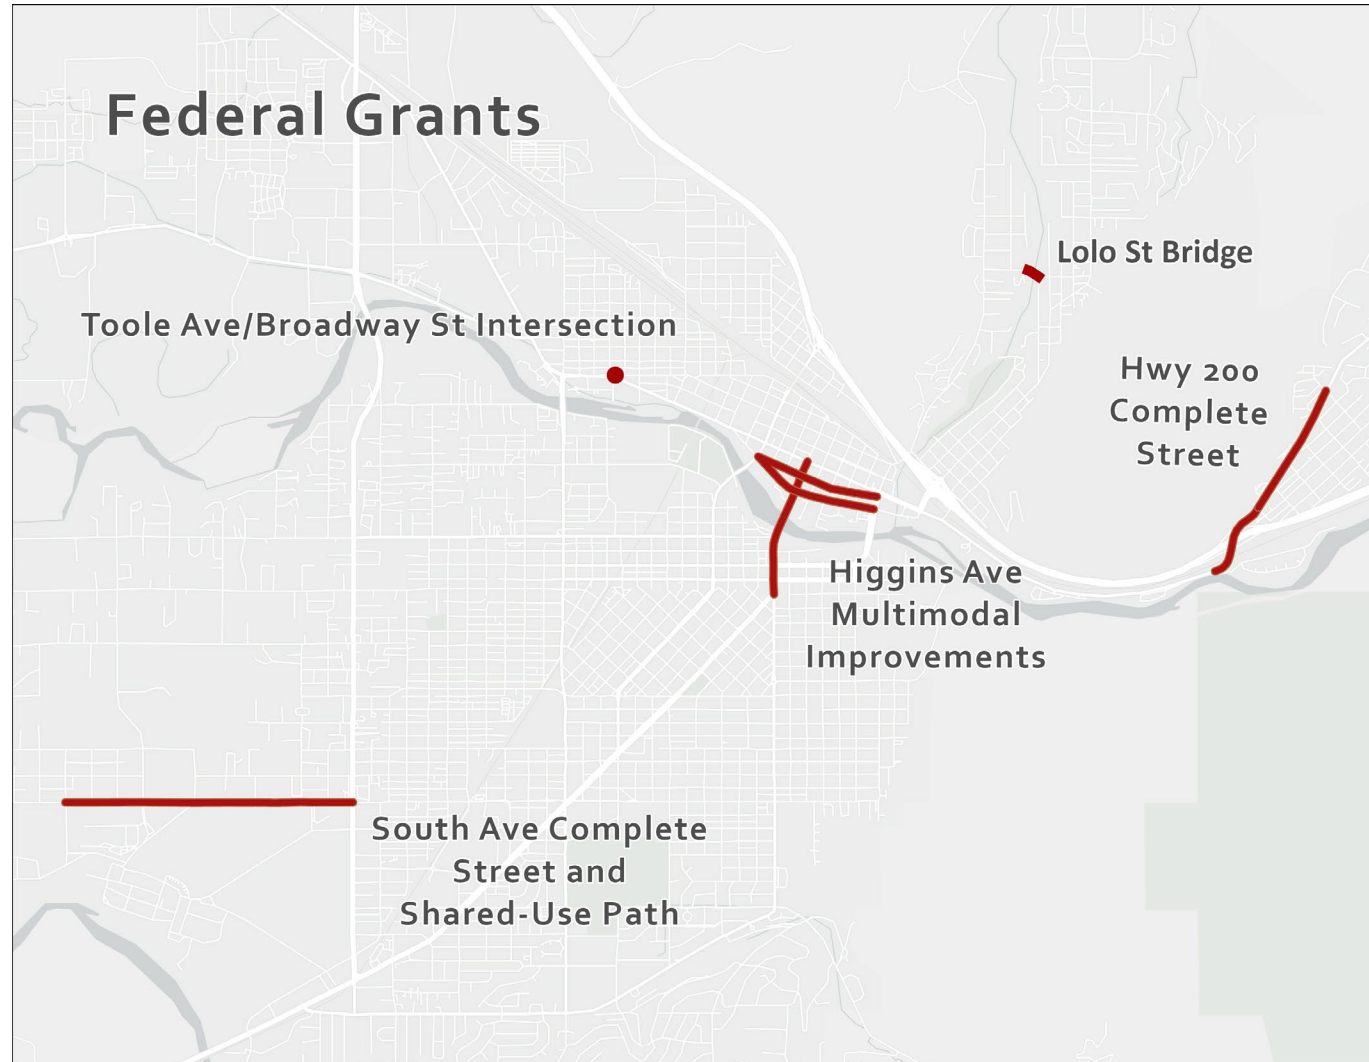 Federal Grants
Lolo St Bridge
Toole Ave/Broadway St Intersection
Hwy 200
Complete
Street
Higgins Ave
Multimodal
Improvements
South Ave Complete
Street and
Shared-Use Path